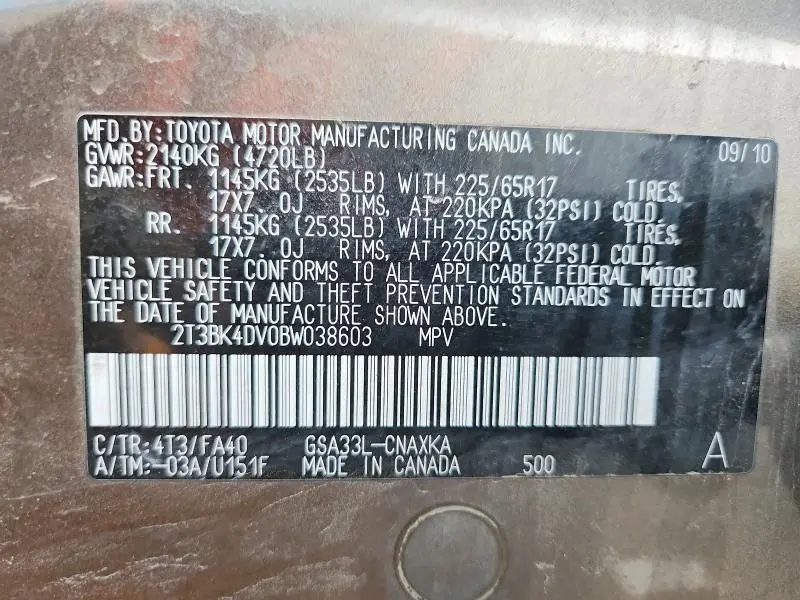 MFD.BY:TOYOTA MOTOR MANUFACTURING CANADA INC. 09/10
GVWR:2140KG (4720LB)
GAWR:FRT. 1145KG (2535LB) WITH 225/65R17 TIRES,
17X7.0J RIMS, AT 220KPA (32PSI) COLD.
RR. 1145KG (2535LB) WITH 225/65R17 TIRES,
17X7.0J RIMS, AT 220KPA (32PSI) COLD.
THIS VEHICLE CONFORMS TO ALL APPLICABLE FEDERAL MOTOR
VEHICLE SAFETY AND THEFT PREVENTION STANDARDS IN EFFECT ON
THE DATE OF MANUFACTURE SHOWN ABOVE.
2T3BK4DV0BW038603 MPV
C/TR:4T3/FA40 GSA33L-CNAXKA
A/TM:-03A/U151F MADE IN CANADA 500 A